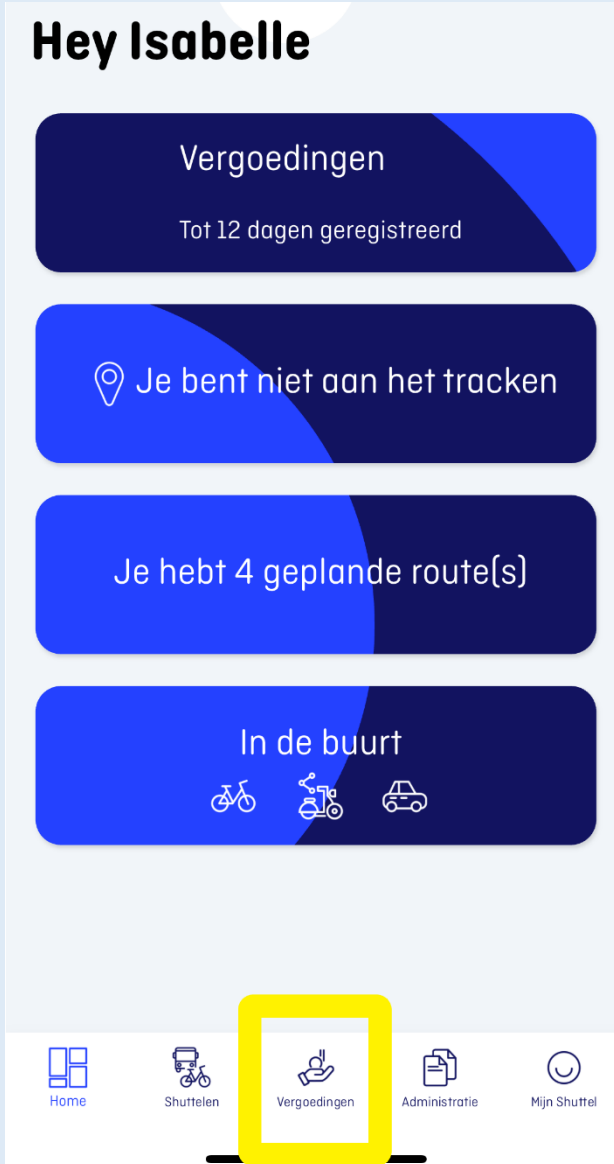 Hey Isabelle
Vergoedingen
Tot 12 dagen geregistreerd
Je bent niet aan het tracken
Je hebt 4 geplande route(s)
In de buurt
Home
Shuttelen
Vergoedingen
Administratie
Mijn Shuttel